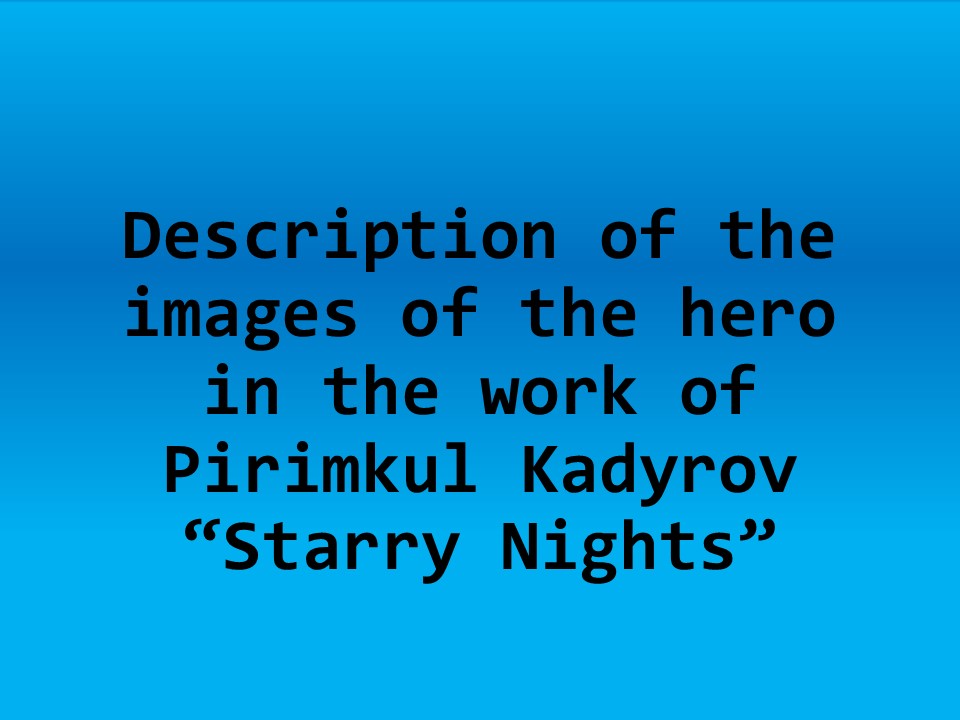 Description of the
images of the hero
in the work of
Pirimkul Kadyrov
“Starry Nights”